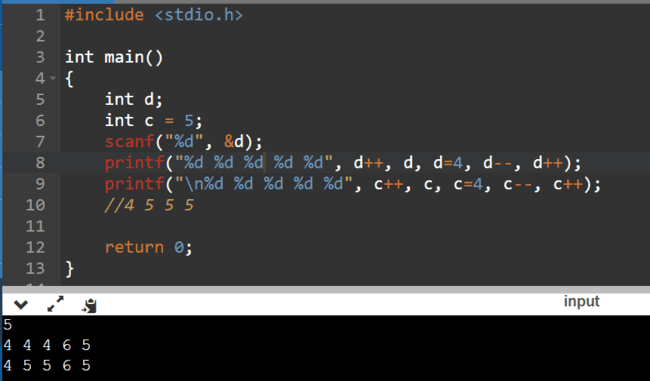 1 #include <stdio.h>
2
3 int main()
4 {
5 int d;
6 int c = 5;
7 scanf("%d", &d);
8 printf("%d %d %d %d %d", d++, d, d=4, d--, d++);
9 printf("\n%d %d %d %d %d", c++, c, c=4, c--, c++);
10 //4 5 5 5
11
12 return 0;
13 }
input
5
4 4 4 6 5
4 5 5 6 5